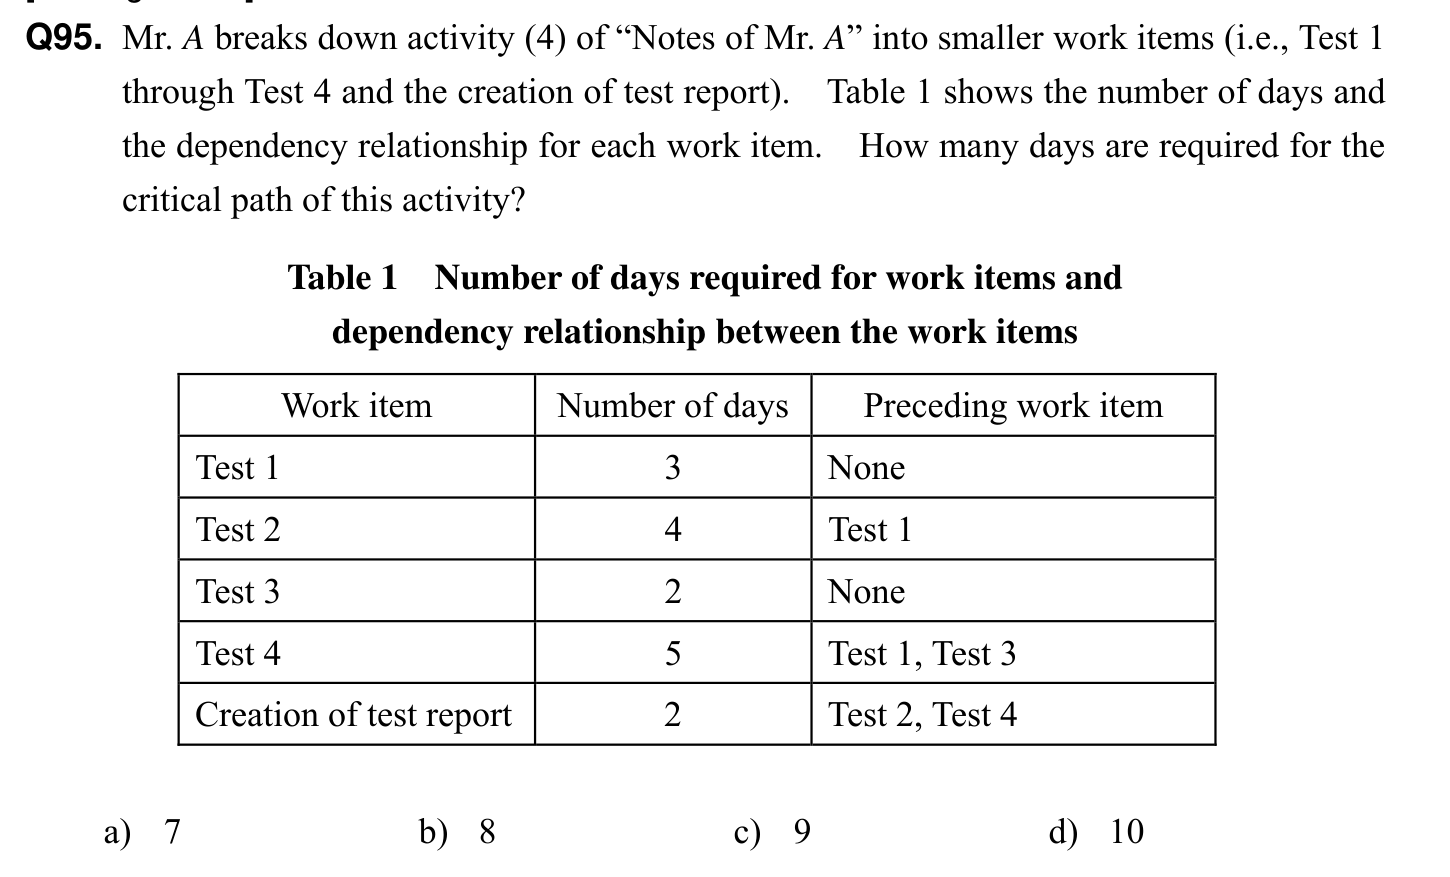 Q95. Mr. A breaks down activity (4) of “Notes of Mr. A” into smaller work items (i.e., Test 1
through Test 4 and the creation of test report). Table 1 shows the number of days and
the dependency relationship for each work item. How many days are required for the
critical path of this activity?
Table 1 Number of days required for work items and
dependency relationship between the work items
Work item Number of days Preceding work item
Test 1 3 None
Test 2 4 Test 1
Test 3 2 None
Test 4 5 Test 1, Test 3
Creation of test report 2 Test 2, Test 4
a) 7 b) 8 c) 9 d) 10